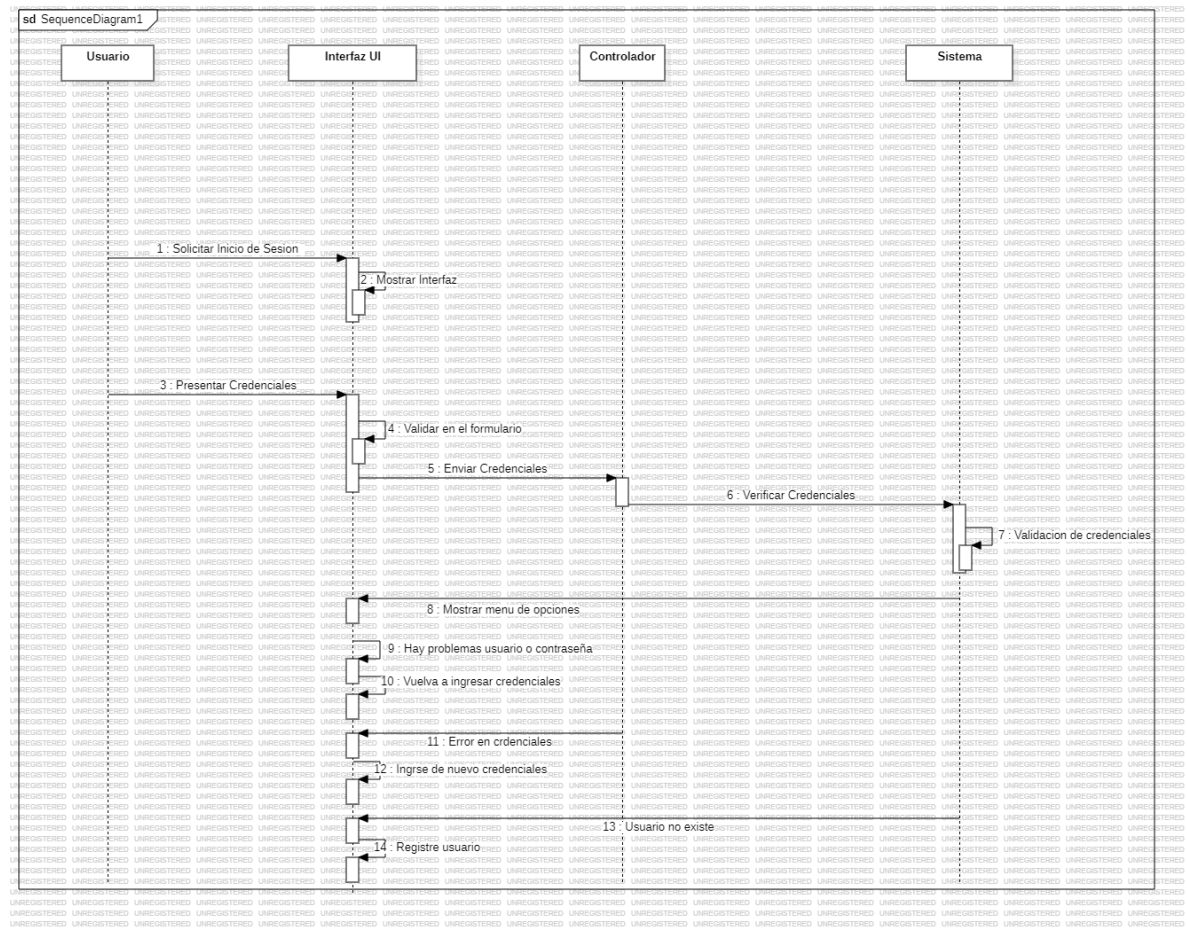 sd SequenceDiagram1
Usuario
Interfaz UI
Controlador
Sistema
1 : Solicitar Inicio de Sesion
2 : Mostrar Interfaz
3 : Presentar Credenciales
4 : Validar en el formulario
5 : Enviar Credenciales
6 : Verificar Credenciales
7 : Validacion de credenciales
8 : Mostrar menu de opciones
9 : Hay problemas usuario o contraseña
10 : Vuelva a ingresar credenciales
11 : Error en crdenciales
12 : Ingrse de nuevo credenciales
13 : Usuario no existe
14 : Registre usuario
UNREGISTERED